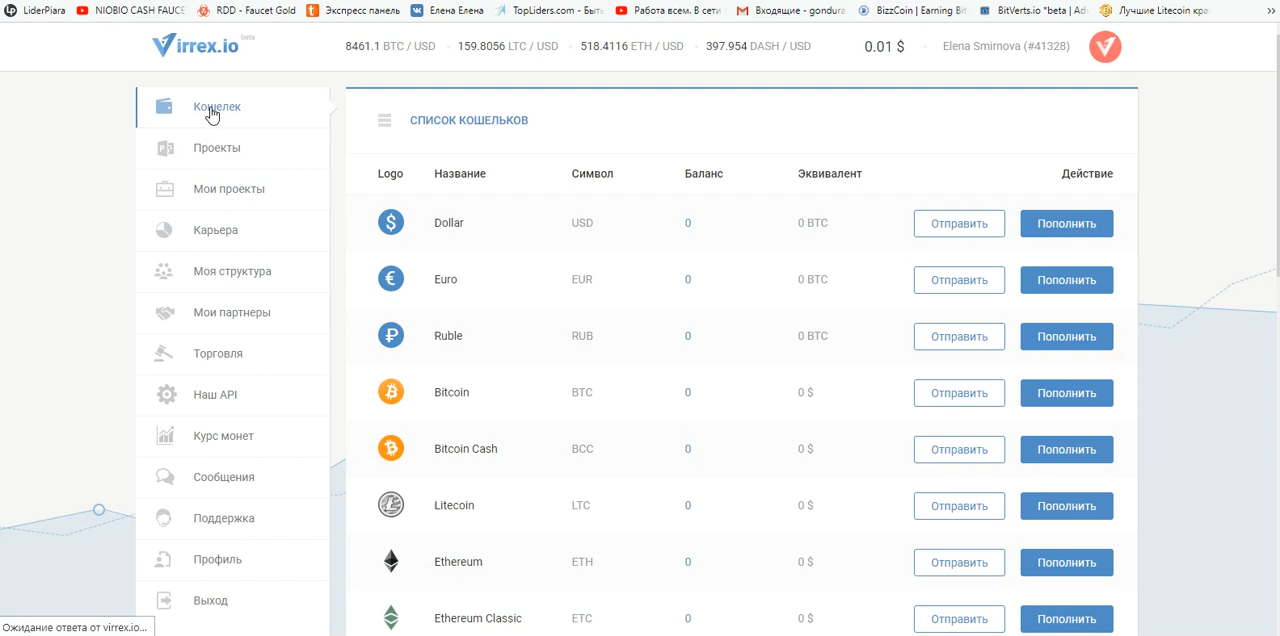 LiderPiara NIOBIO CASH FAUCE RDD - Faucet Gold Экспресс панель Елена Елена TopLiders.com - Быть Работа всем. В сети Входящие - gondura BizzCoin | Earning Bit BitVerts.io *beta | Ad Лучшие Litecoin кра »
Virrex.io beta 8461.1 BTC / USD 159.8056 LTC / USD 518.4116 ETH / USD 397.954 DASH / USD 0.01 $ Elena Smirnova (#41328)
Кошелек
Проекты
Мои проекты
Карьера
Моя структура
Мои партнеры
Торговля
Наш API
Курс монет
Сообщения
Поддержка
Профиль
Выход
СПИСОК КОШЕЛЬКОВ
Logo Название Символ Баланс Эквивалент Действие
Dollar USD 0 0 BTC Отправить Пополнить
Euro EUR 0 0 BTC Отправить Пополнить
Ruble RUB 0 0 BTC Отправить Пополнить
Bitcoin BTC 0 0 $ Отправить Пополнить
Bitcoin Cash BCC 0 0 $ Отправить Пополнить
Litecoin LTC 0 0 $ Отправить Пополнить
Ethereum ETH 0 0 $ Отправить Пополнить
Ethereum Classic ETC 0 0 $ Отправить Пополнить
Ожидание ответа от virrex.io...